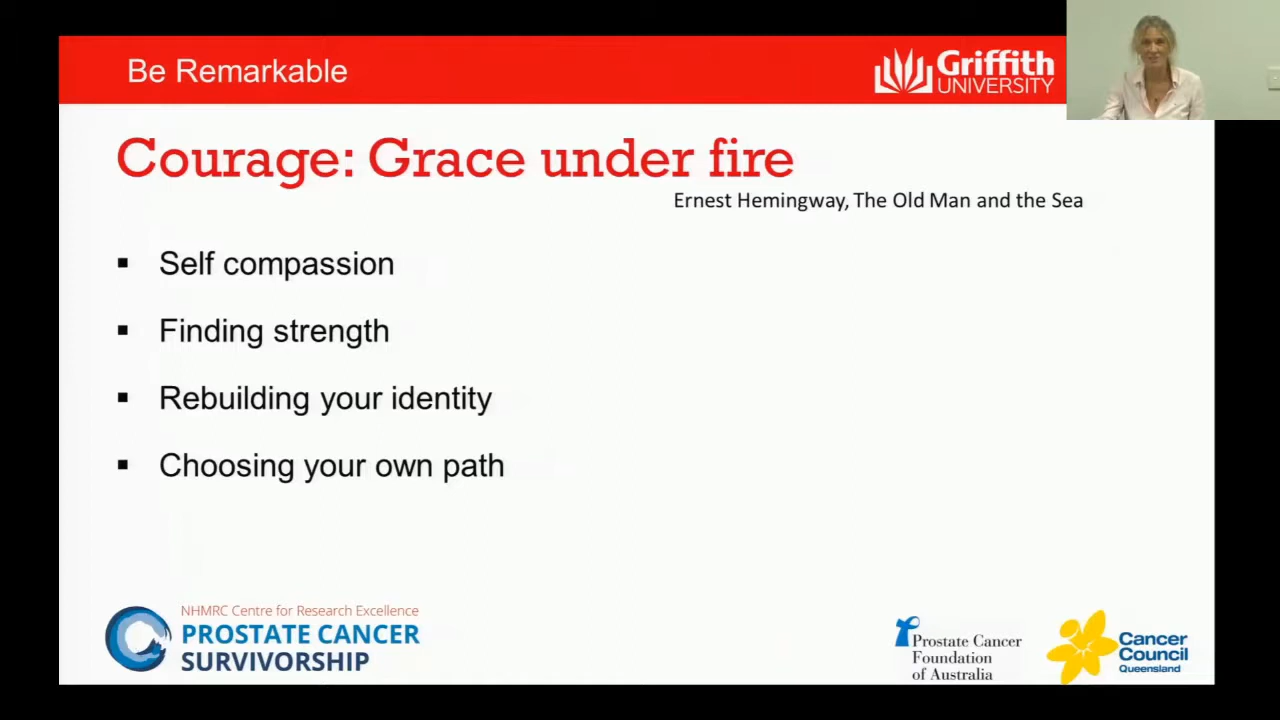 Be Remarkable
Griffith
UNIVERSITY
Courage: Grace under fire
Ernest Hemingway, The Old Man and the Sea
Self compassion
Finding strength
Rebuilding your identity
Choosing your own path
NHMRC Centre for Research Excellence
PROSTATE CANCER
SURVIVORSHIP
Prostate Cancer
Foundation
of Australia
Cancer
Council
Queensland